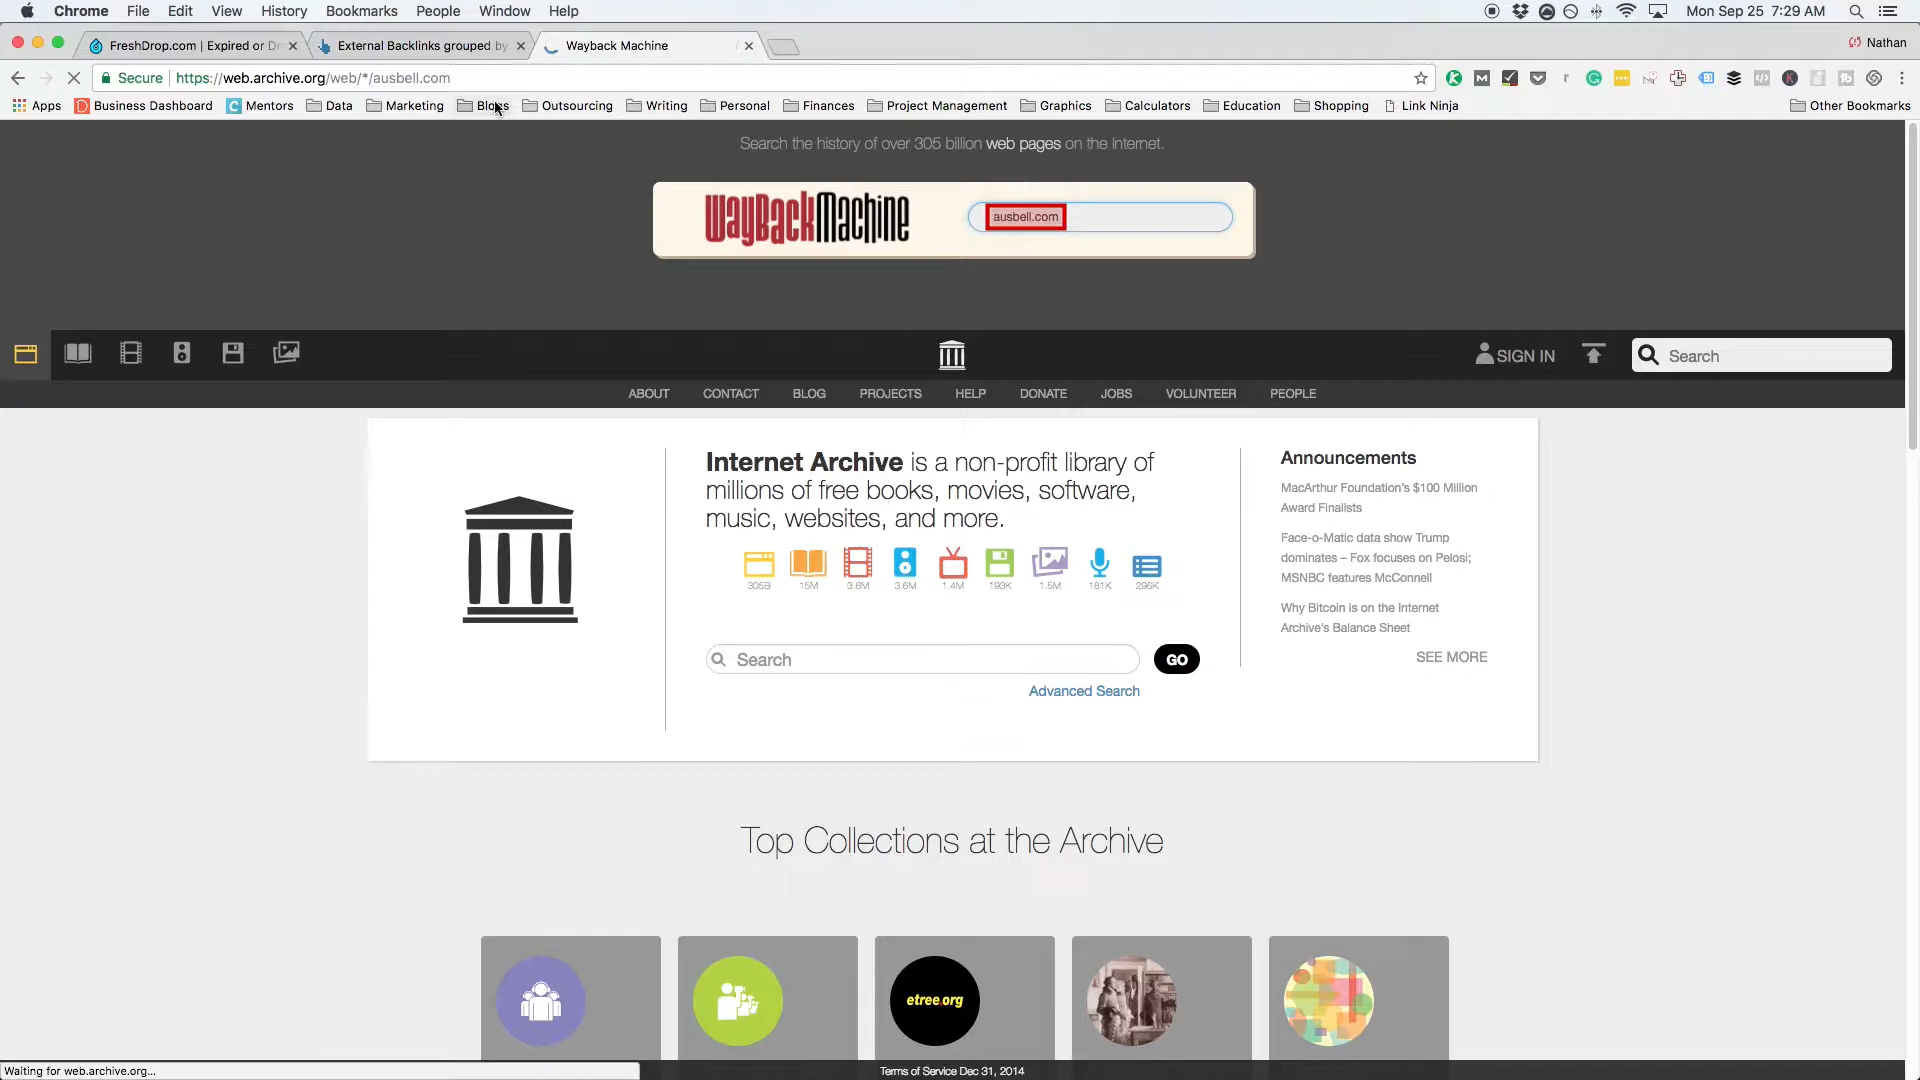 Chrome File Edit View History Bookmarks People Window Help Mon Sep 25 7:29 AM
FreshDrop.com | Expired or D External Backlinks grouped by Wayback Machine Nathan
Secure https://web.archive.org/web/*/ausbell.com
Apps Business Dashboard Mentors Data Marketing Blogs Outsourcing Writing Personal Finances Project Management Graphics Calculators Education Shopping Link Ninja Other Bookmarks
Search the history of over 305 billion web pages on the Internet.
WayBackMachine
ausbell.com
SIGN IN
Search
ABOUT CONTACT BLOG PROJECTS HELP DONATE JOBS VOLUNTEER PEOPLE
Internet Archive is a non-profit library of
millions of free books, movies, software,
music, websites, and more.
305B 15M 3.6M 3.6M 1.4M 193K 1.5M 181K 296K
Search
GO
Advanced Search
Announcements
MacArthur Foundation's $100 Million
Award Finalists
Face-o-Matic data show Trump
dominates – Fox focuses on Pelosi;
MSNBC features McConnell
Why Bitcoin is on the Internet
Archive's Balance Sheet
SEE MORE
Top Collections at the Archive
etree.org
Waiting for web.archive.org...
Terms of Service Dec 31, 2014